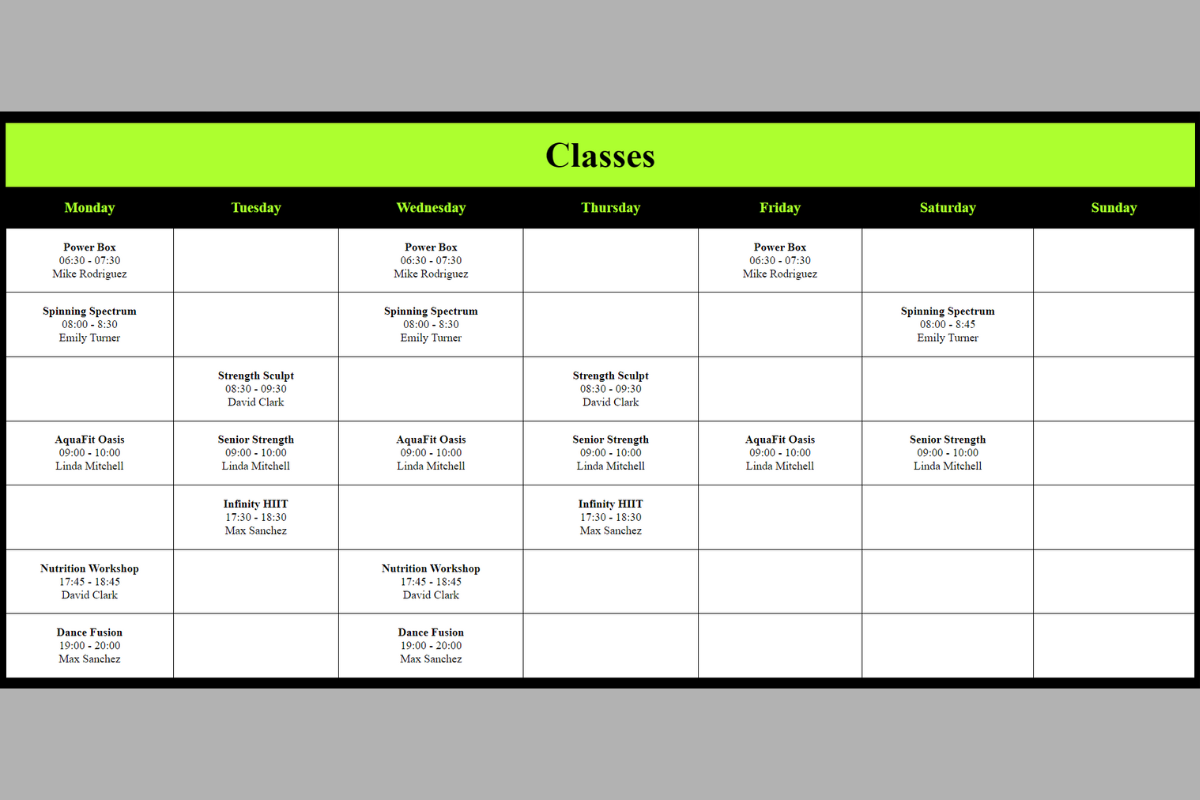 Classes
Monday Tuesday Wednesday Thursday Friday Saturday Sunday
Power Box Power Box Power Box
06:30 - 07:30 06:30 - 07:30 06:30 - 07:30
Mike Rodriguez Mike Rodriguez Mike Rodriguez
Spinning Spectrum Spinning Spectrum Spinning Spectrum
08:00 - 8:30 08:00 - 8:30 08:00 - 8:45
Emily Turner Emily Turner Emily Turner
Strength Sculpt Strength Sculpt
08:30 - 09:30 08:30 - 09:30
David Clark David Clark
AquaFit Oasis Senior Strength AquaFit Oasis Senior Strength AquaFit Oasis Senior Strength
09:00 - 10:00 09:00 - 10:00 09:00 - 10:00 09:00 - 10:00 09:00 - 10:00 09:00 - 10:00
Linda Mitchell Linda Mitchell Linda Mitchell Linda Mitchell Linda Mitchell Linda Mitchell
Infinity HIIT Infinity HIIT
17:30 - 18:30 17:30 - 18:30
Max Sanchez Max Sanchez
Nutrition Workshop Nutrition Workshop
17:45 - 18:45 17:45 - 18:45
David Clark David Clark
Dance Fusion Dance Fusion
19:00 - 20:00 19:00 - 20:00
Max Sanchez Max Sanchez